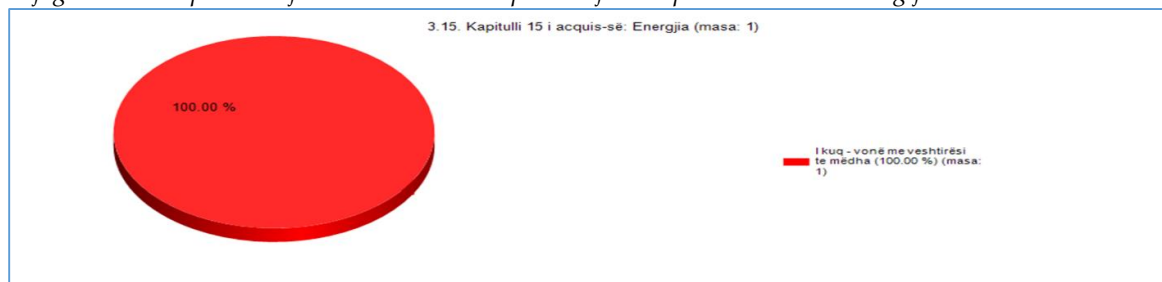 3.15. Kapitulli 15 i acquis-së: Energjia (masa: 1)
100.00 %
I kuq - vonë me veshtirësi
te mëdha (100.00 %) (masa:
1)